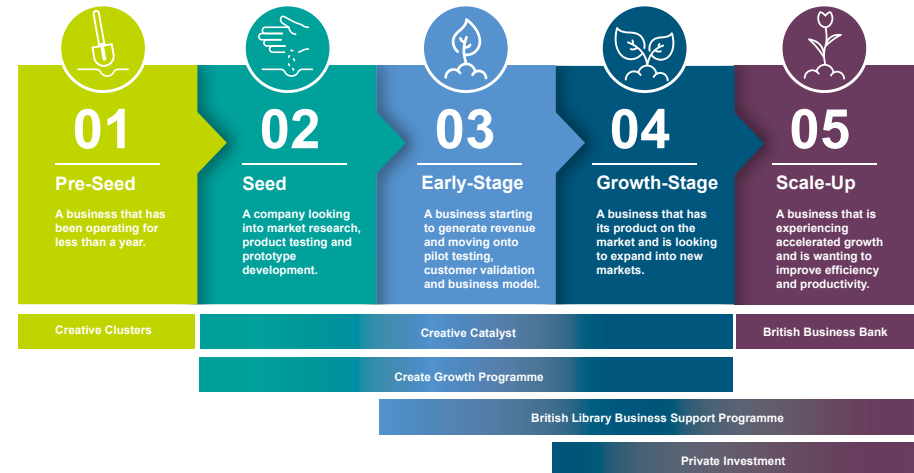 01
Pre-Seed
A business that has
been operating for
less than a year.
02
Seed
A company looking
into market research,
product testing and
prototype
development.
03
Early-Stage
A business starting
to generate revenue
and moving onto
pilot testing,
customer validation
and business model.
04
Growth-Stage
A business that has
its product on the
market and is looking
to expand into new
markets.
05
Scale-Up
A business that is
experiencing
accelerated growth
and is wanting to
improve efficiency
and productivity.
Creative Clusters
Creative Catalyst
British Business Bank
Create Growth Programme
British Library Business Support Programme
Private Investment